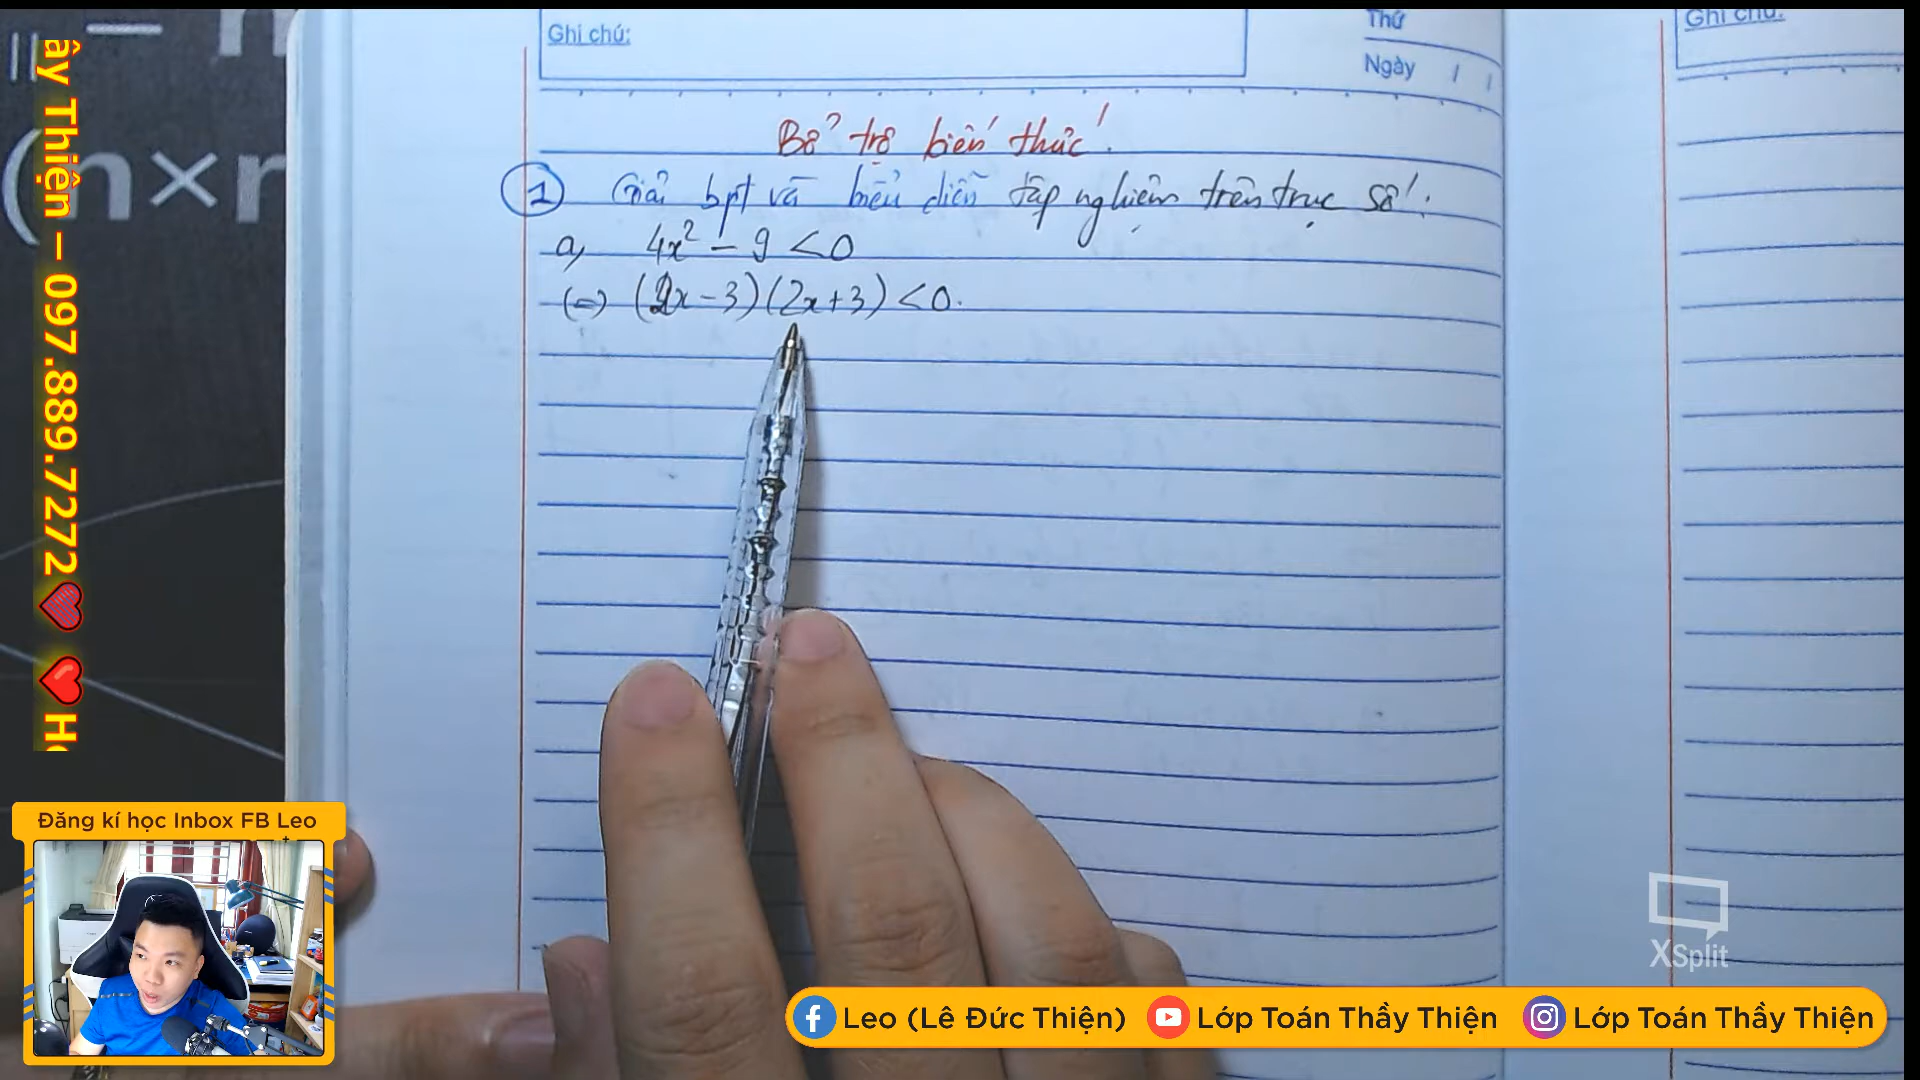 Ghi chú:
Thứ
Ngày / /
Ghi chú:
Bổ trợ kiến thức!
① Giải bpt và biểu diễn tập nghiệm trên trục số:
a, 4x² - 9 < 0
(=) (2x - 3)(2x + 3) < 0.
ầy Thiện – 097.889.7272❤ ❤ H
(n×n
Đăng kí học Inbox FB Leo
XSplit
Leo (Lê Đức Thiện)
Lớp Toán Thầy Thiện
Lớp Toán Thầy Thiện